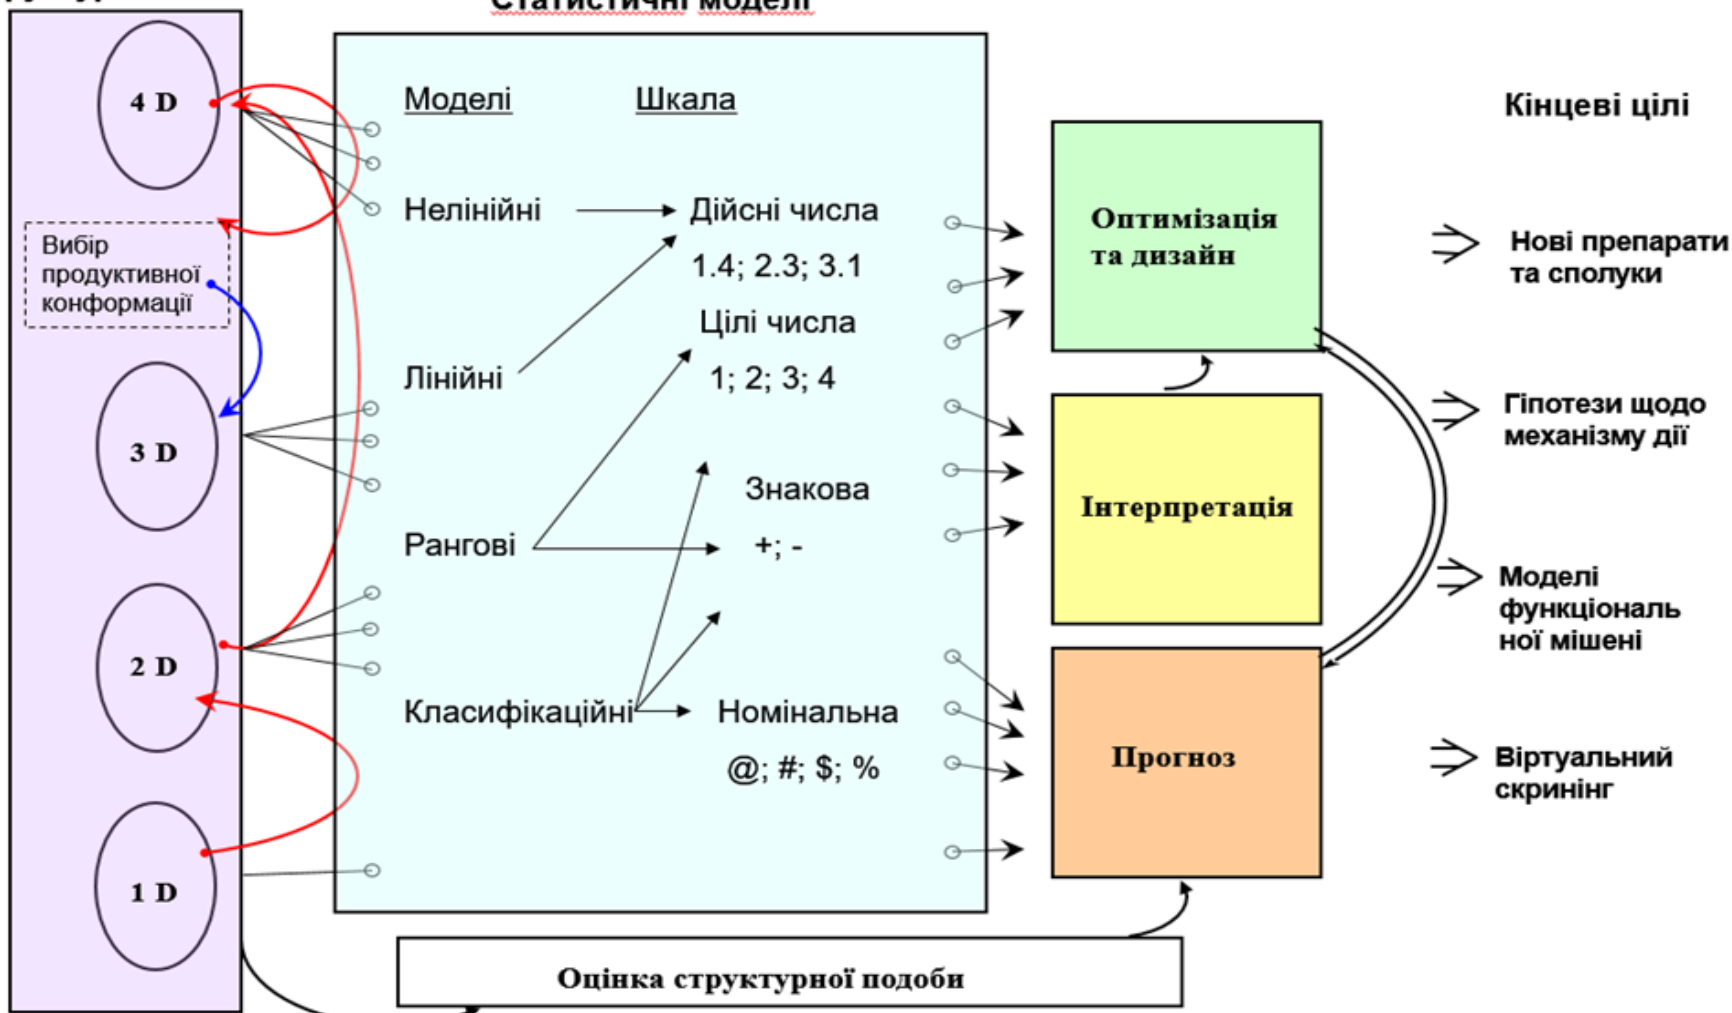 Статистичні моделі
4 D
Вибір
продуктивної
конформації
3 D
2 D
1 D
Моделі
Шкала
Нелінійні
Дійсні числа
1.4; 2.3; 3.1
Цілі числа
Лінійні
1; 2; 3; 4
Знакова
Рангові
+; -
Класифікаційні
Номінальна
@; #; $; %
Оптимізація
та дизайн
Інтерпретація
Прогноз
Оцінка структурної подоби
Кінцеві цілі
Нові препарати
та сполуки
Гіпотези щодо
механізму дії
Моделі
функціональ
ної мішені
Віртуальний
скринінг